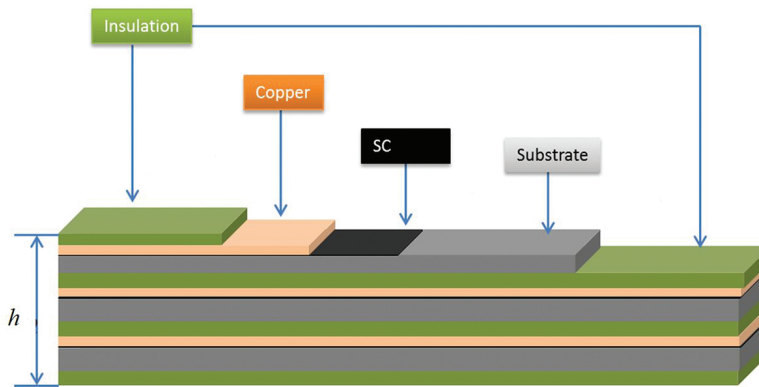 Insulation
Copper
SC
Substrate
h